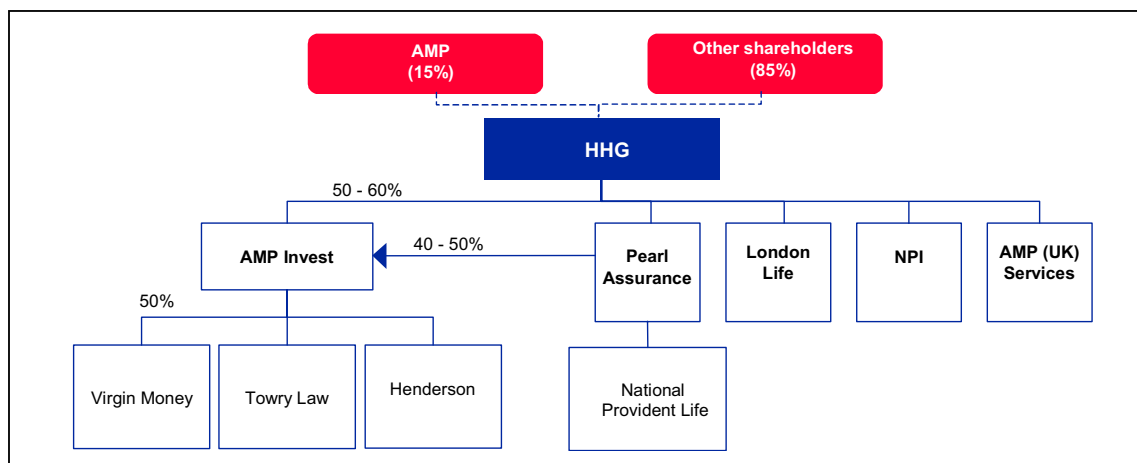 AMP
(15%)
Other shareholders
(85%)
HHG
50 - 60%
AMP Invest
40 - 50%
Pearl
Assurance
London
Life
NPI
AMP (UK)
Services
50%
Virgin Money
Towry Law
Henderson
National
Provident Life